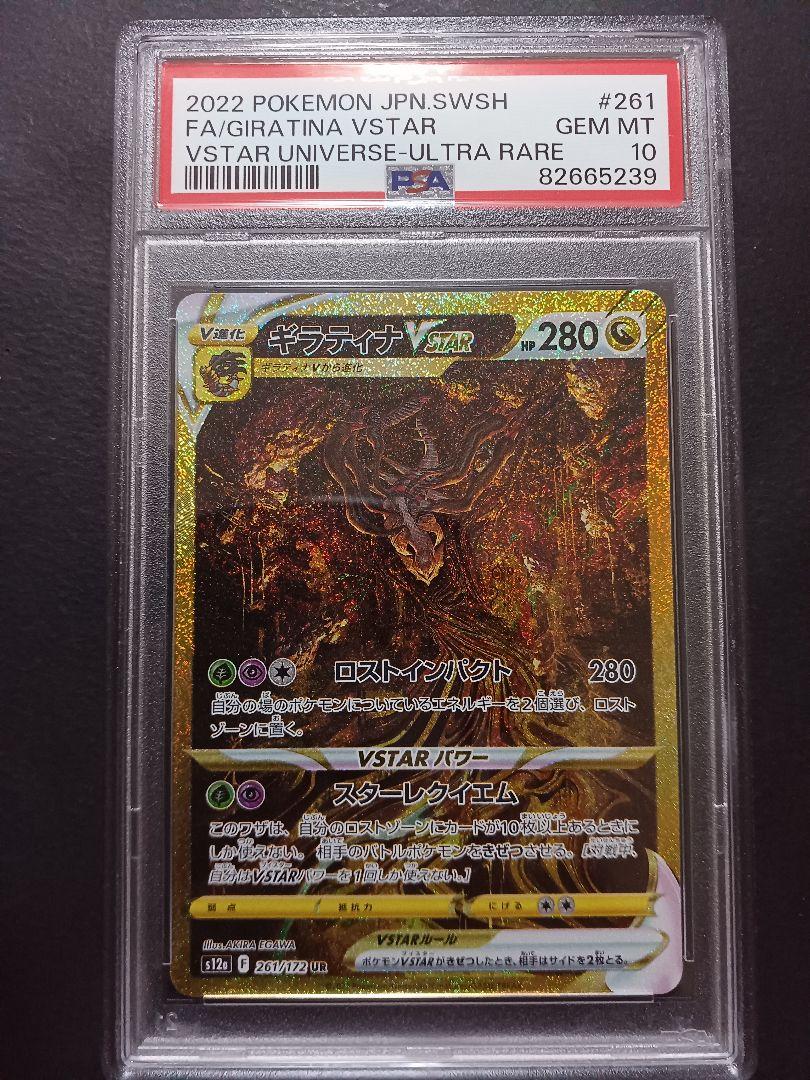 2022 POKEMON JPN.SWSH #261
FA/GIRATINA VSTAR GEM MT
VSTAR UNIVERSE-ULTRA RARE 10
PSA 82665239
V進化
ギラティナVSTAR HP 280
ギラティナVから進化
ロストインパクト 280
自分の場のポケモンについているエネルギーを2個選び、ロスト
ゾーンに置く。
VSTARパワー
スターレクイエム
このワザは、自分のロストゾーンにカードが10枚以上あるときに
しか使えない。相手のバトルポケモンをきぜつさせる。[対戦中、
自分はVSTARパワーを1回しか使えない。]
弱点 抵抗力 にげる
Illus. AKIRA EGAWA
VSTARルール
s12a F 261/172 UR
ポケモンVSTARがきぜつしたとき、相手はサイドを2枚とる。